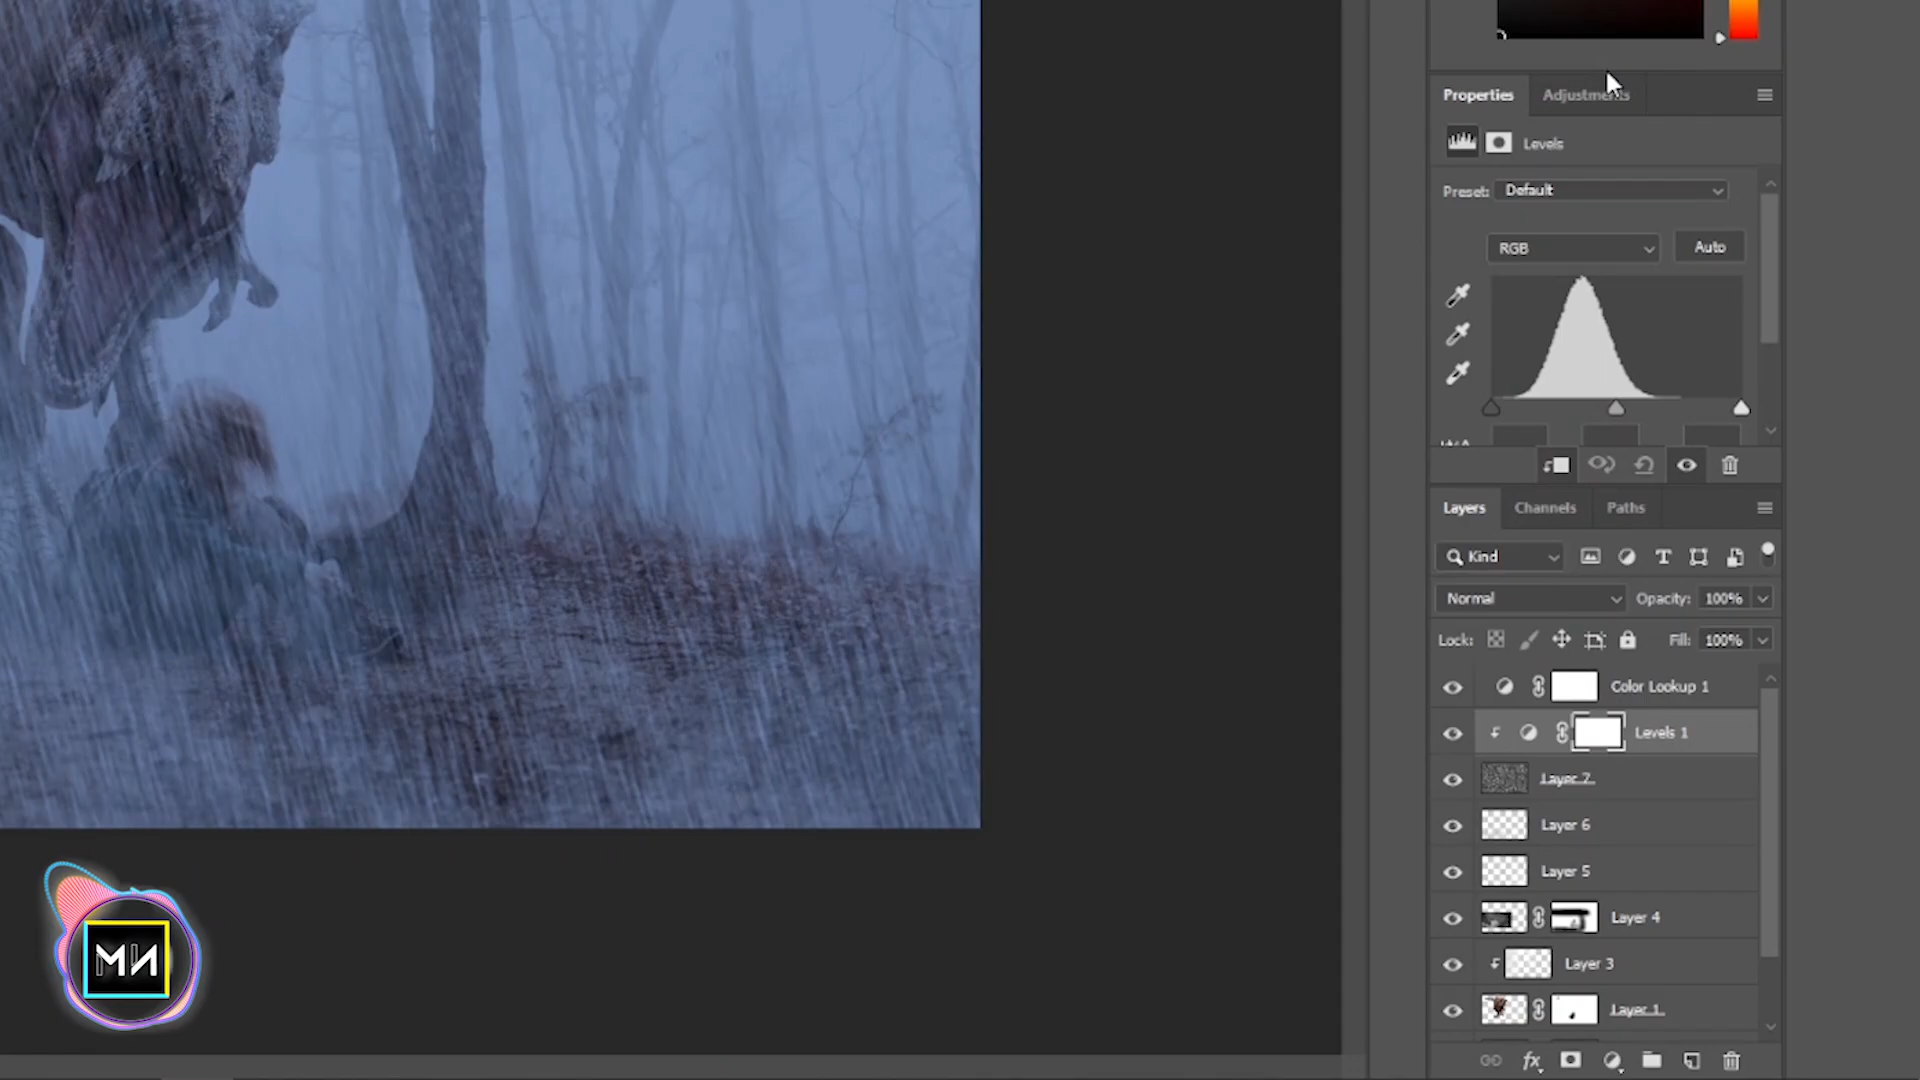 Properties
Adjustments
Levels
Preset:
Default
RGB
Auto
Layers
Channels
Paths
Kind
Normal
Opacity:
100%
Lock:
Fill:
100%
Color Lookup 1
Levels 1
Layer 7
Layer 6
Layer 5
Layer 4
Layer 3
Layer 1
fx